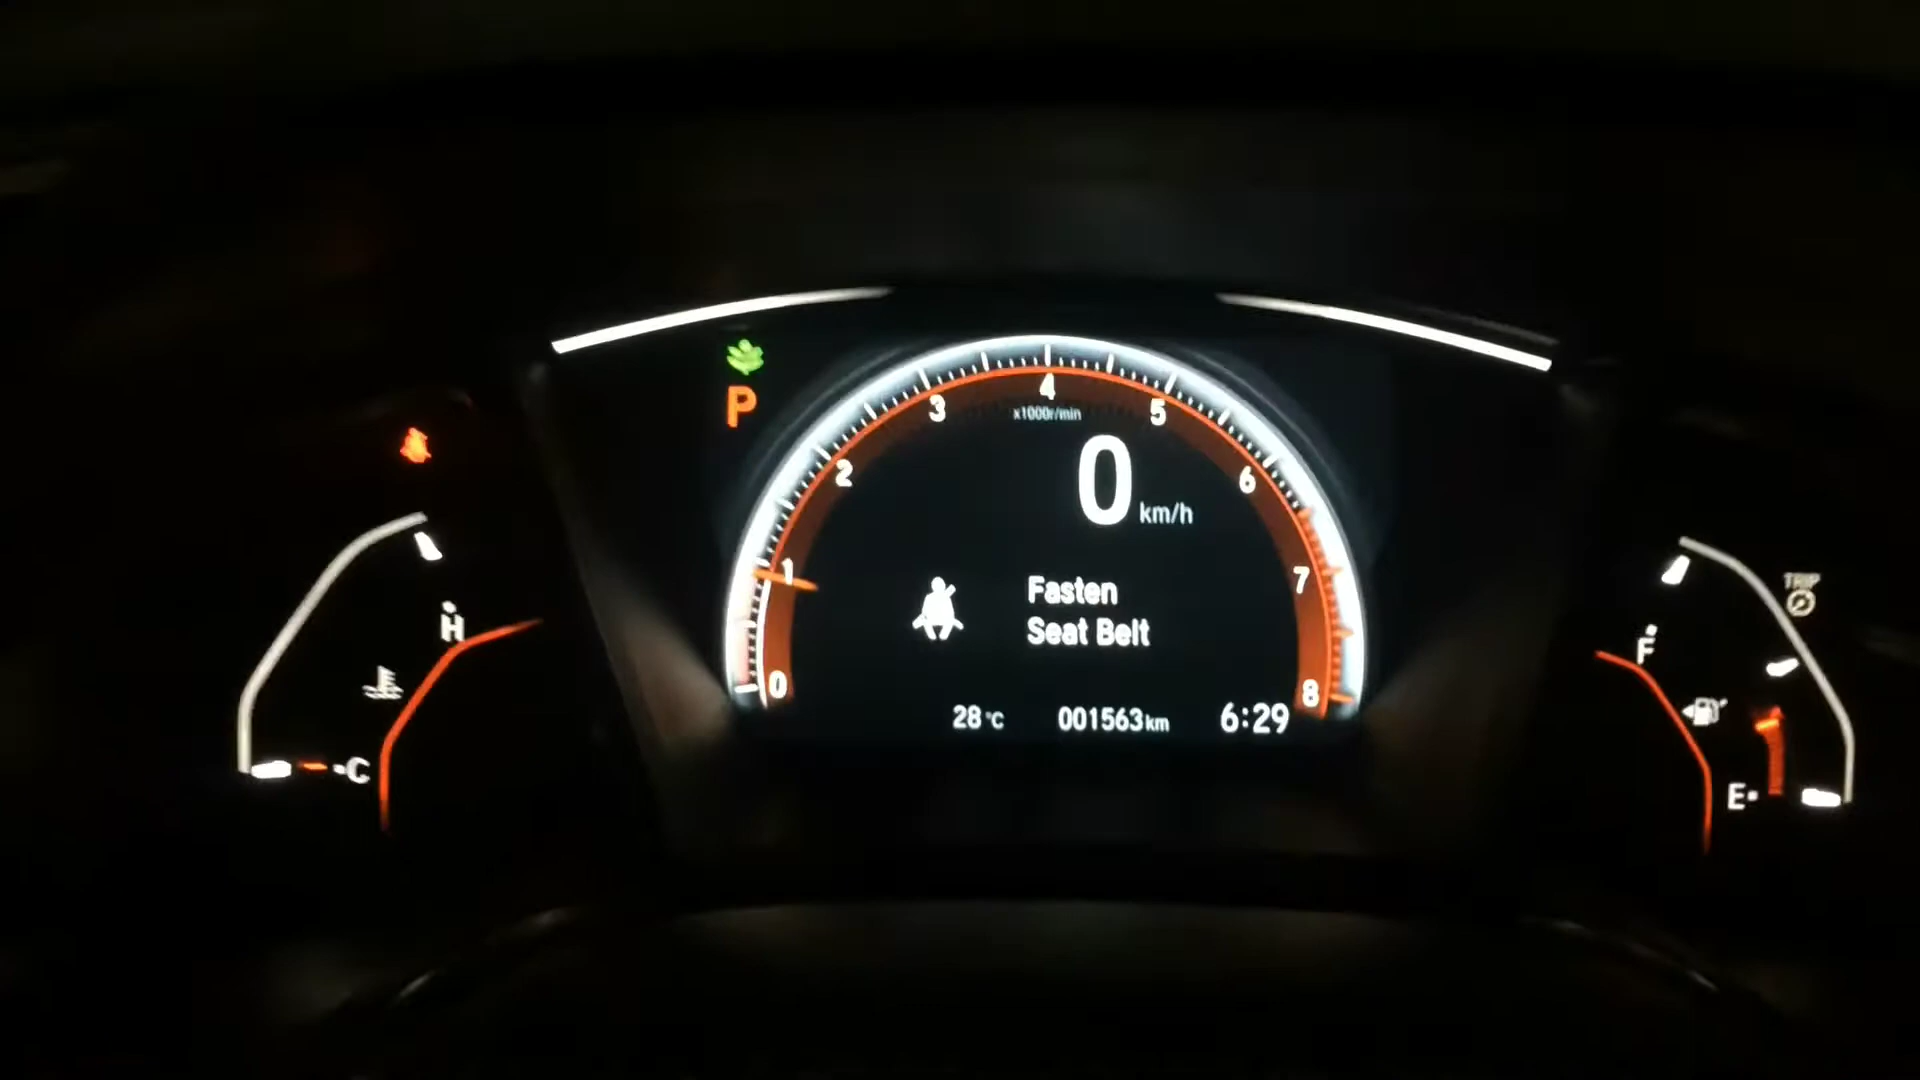 P
4
x1000r/min
3
5
2
6
0 km/h
1
7
Fasten
Seat Belt
0
8
28°C 001563km 6:29
H
C
TRIP
F
E